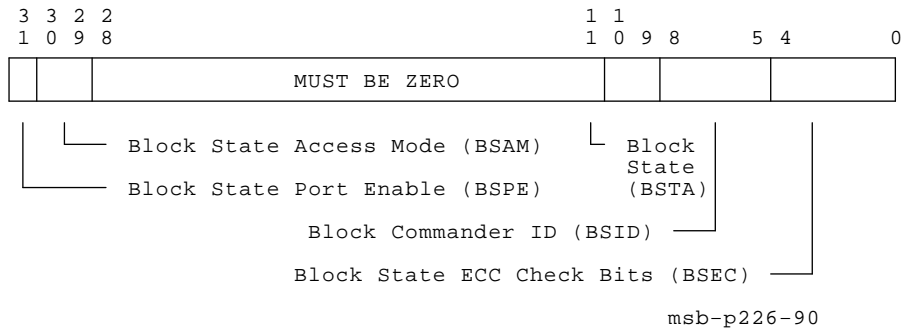 3 3 2 2 1 1
1 0 9 8 1 0 9 8 5 4 0
MUST BE ZERO
Block State Access Mode (BSAM)
Block
State
(BSTA)
Block State Port Enable (BSPE)
Block Commander ID (BSID)
Block State ECC Check Bits (BSEC)
msb-p226-90